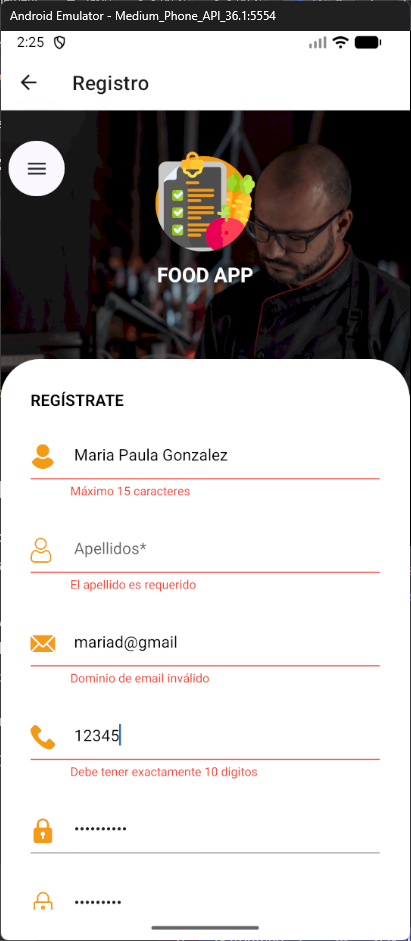 Android Emulator - Medium_Phone_API_36.1:5554
2:25
Registro
FOOD APP
REGÍSTRATE
Maria Paula Gonzalez
Máximo 15 caracteres
Apellidos*
El apellido es requerido
mariad@gmail
Dominio de email inválido
12345
Debe tener exactamente 10 dígitos
••••••••••
•••••••••